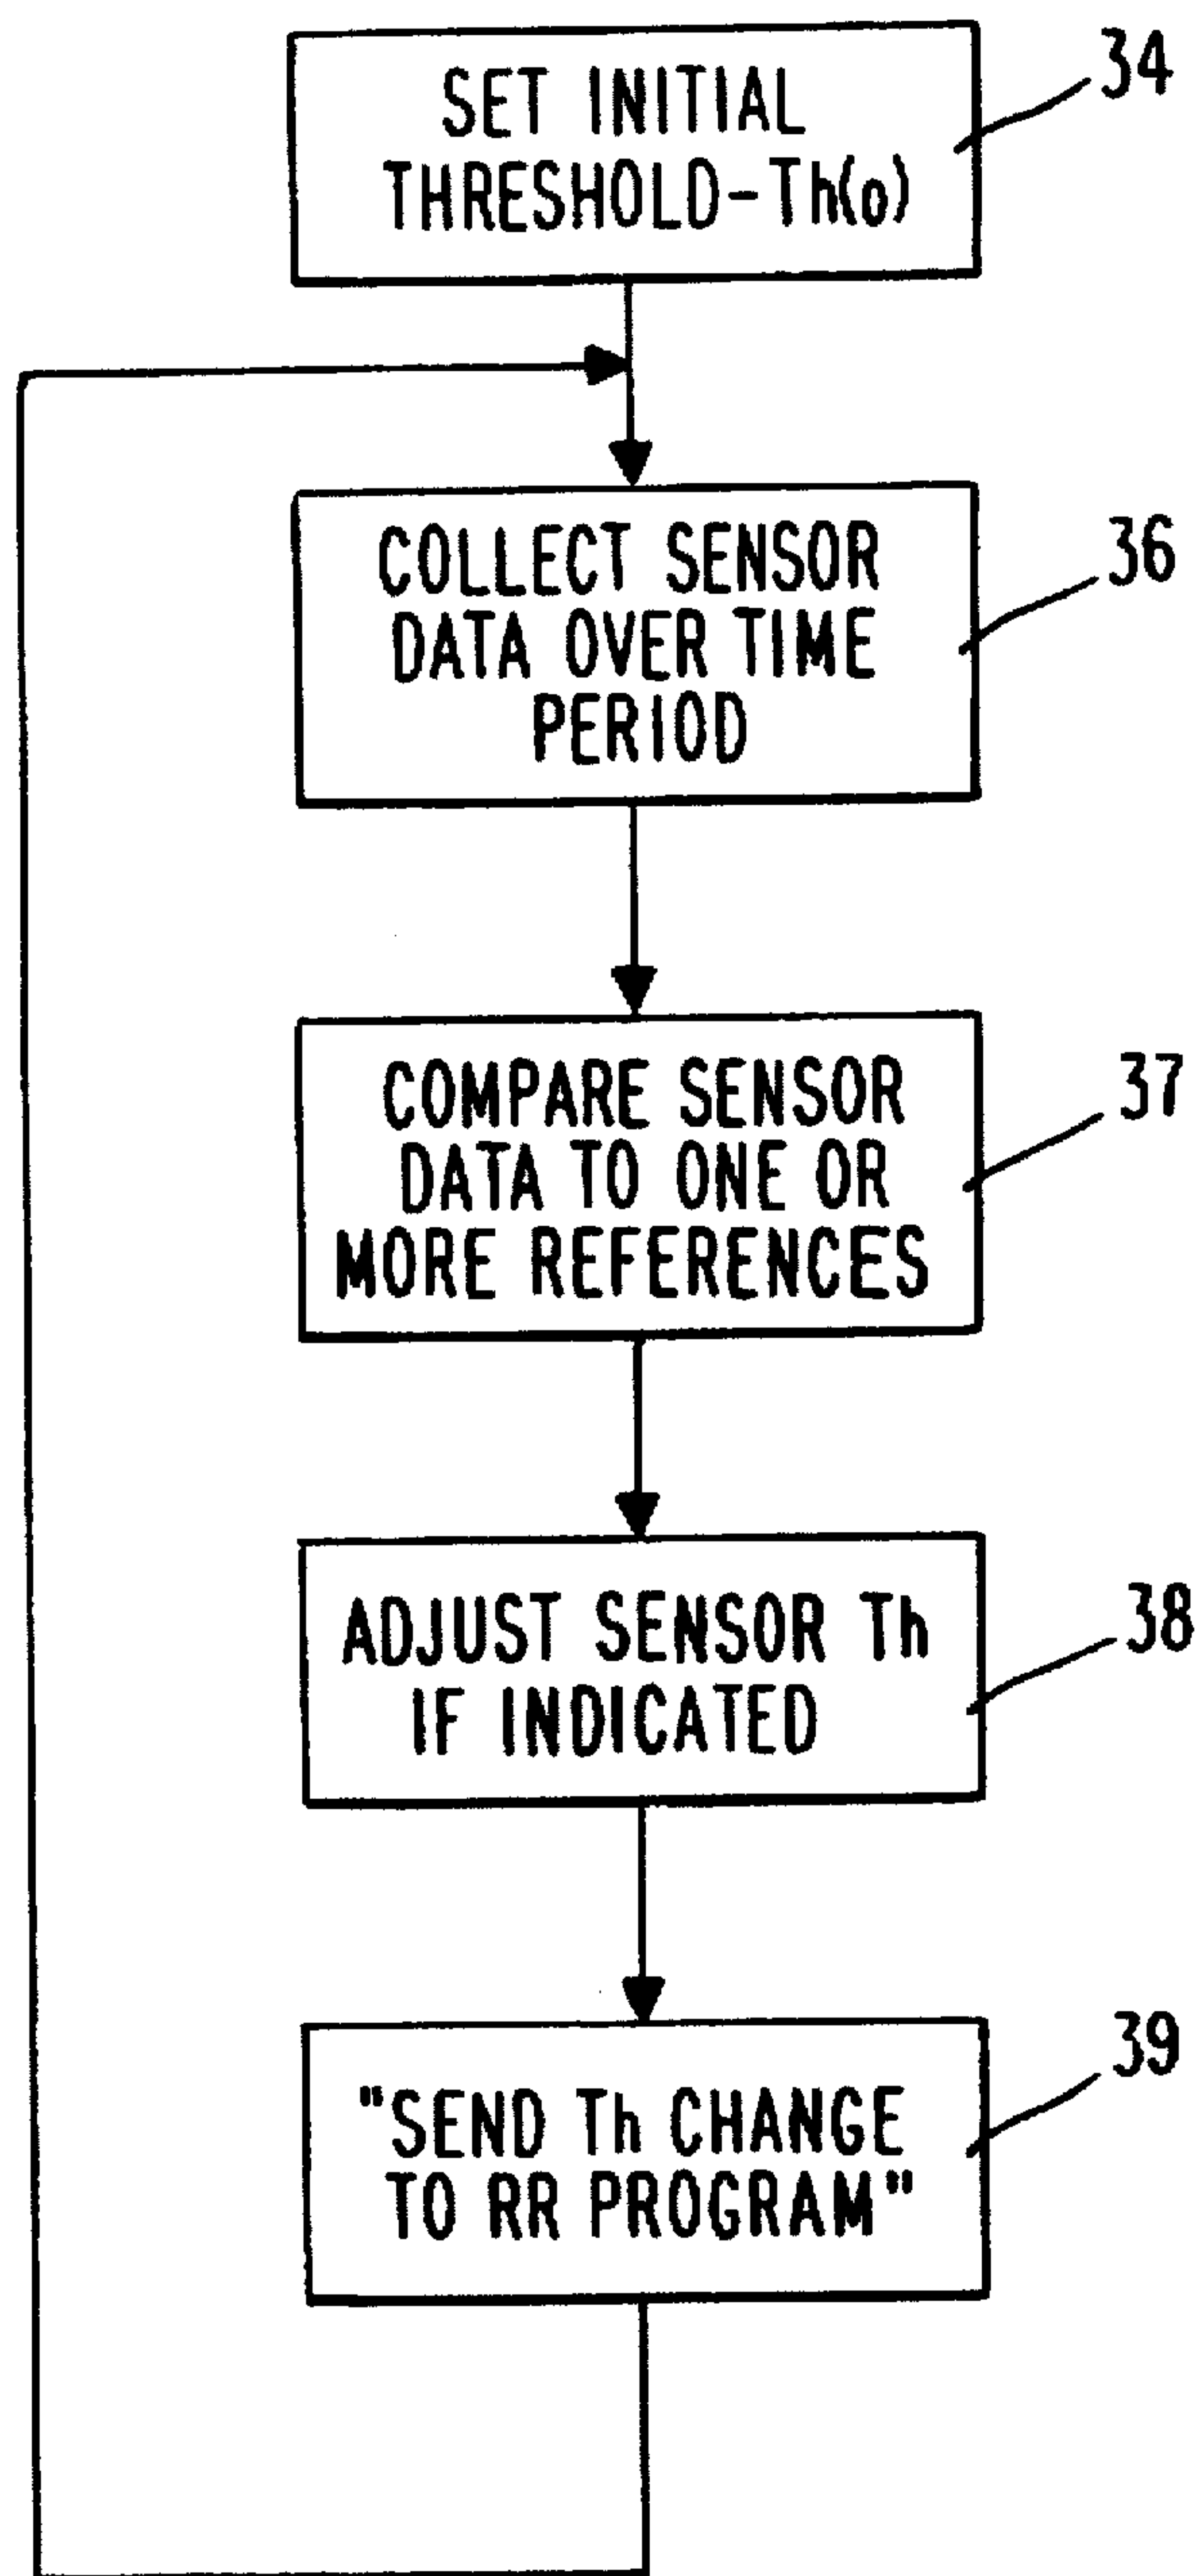 SET INITIAL
THRESHOLD-Th(o)
34
COLLECT SENSOR
DATA OVER TIME
PERIOD
36
COMPARE SENSOR
DATA TO ONE OR
MORE REFERENCES
37
ADJUST SENSOR Th
IF INDICATED
38
"SEND Th CHANGE
TO RR PROGRAM"
39